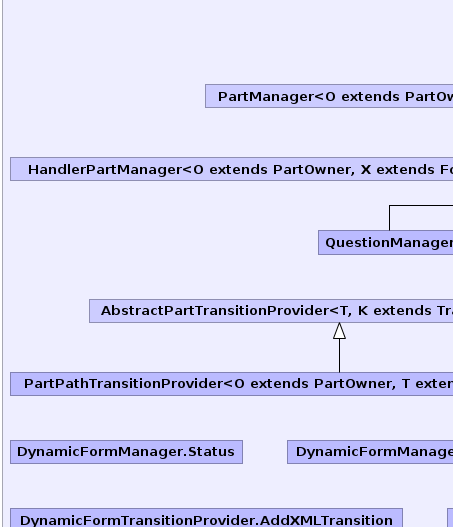 PartManager<O extends PartOw
HandlerPartManager<O extends PartOwner, X extends Fo
QuestionManager
AbstractPartTransitionProvider<T, K extends Tra
PartPathTransitionProvider<O extends PartOwner, T exten
DynamicFormManager.Status
DynamicFormManage
DynamicFormTransitionProvider.AddXMLTransition